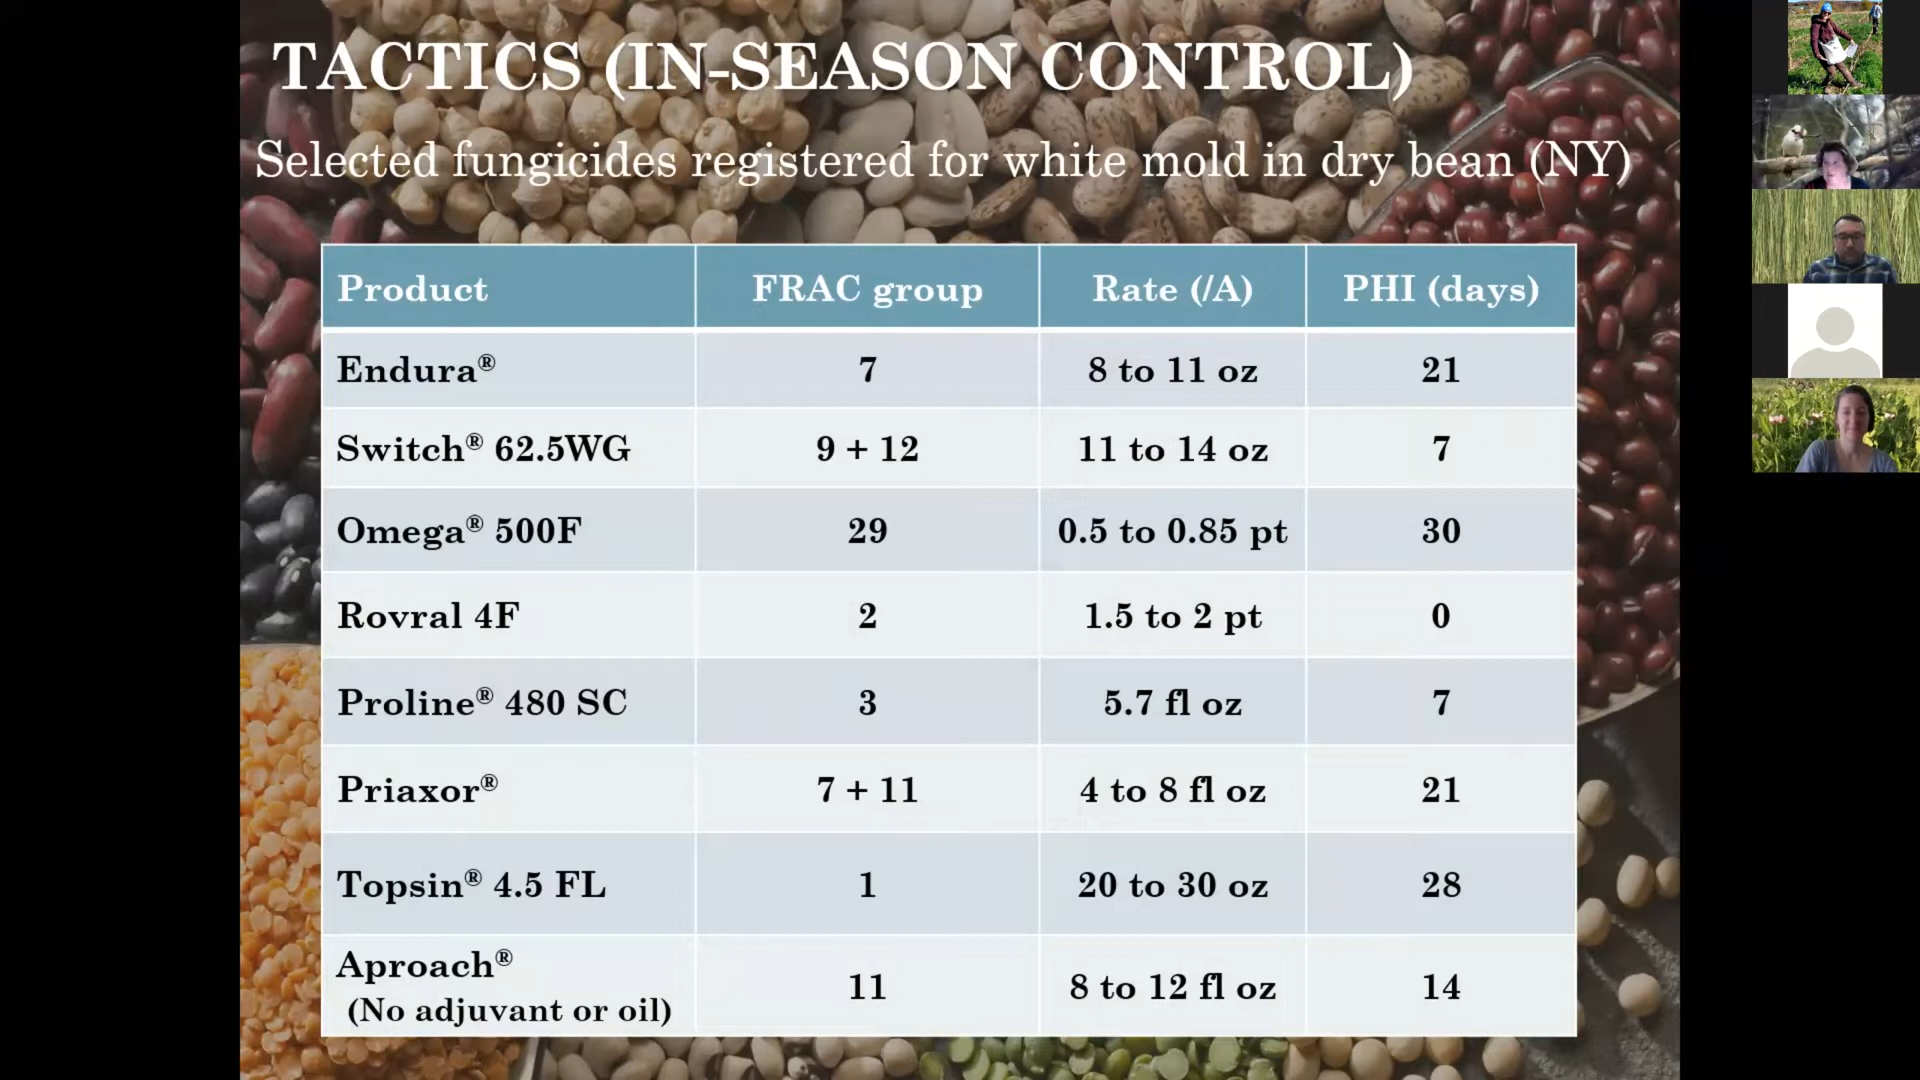 TACTICS (IN-SEASON CONTROL)
Selected fungicides registered for white mold in dry bean (NY)
Product FRAC group Rate (/A) PHI (days)
Endura® 7 8 to 11 oz 21
Switch® 62.5WG 9 + 12 11 to 14 oz 7
Omega® 500F 29 0.5 to 0.85 pt 30
Rovral 4F 2 1.5 to 2 pt 0
Proline® 480 SC 3 5.7 fl oz 7
Priaxor® 7 + 11 4 to 8 fl oz 21
Topsin® 4.5 FL 1 20 to 30 oz 28
Aproach® 11 8 to 12 fl oz 14
(No adjuvant or oil)